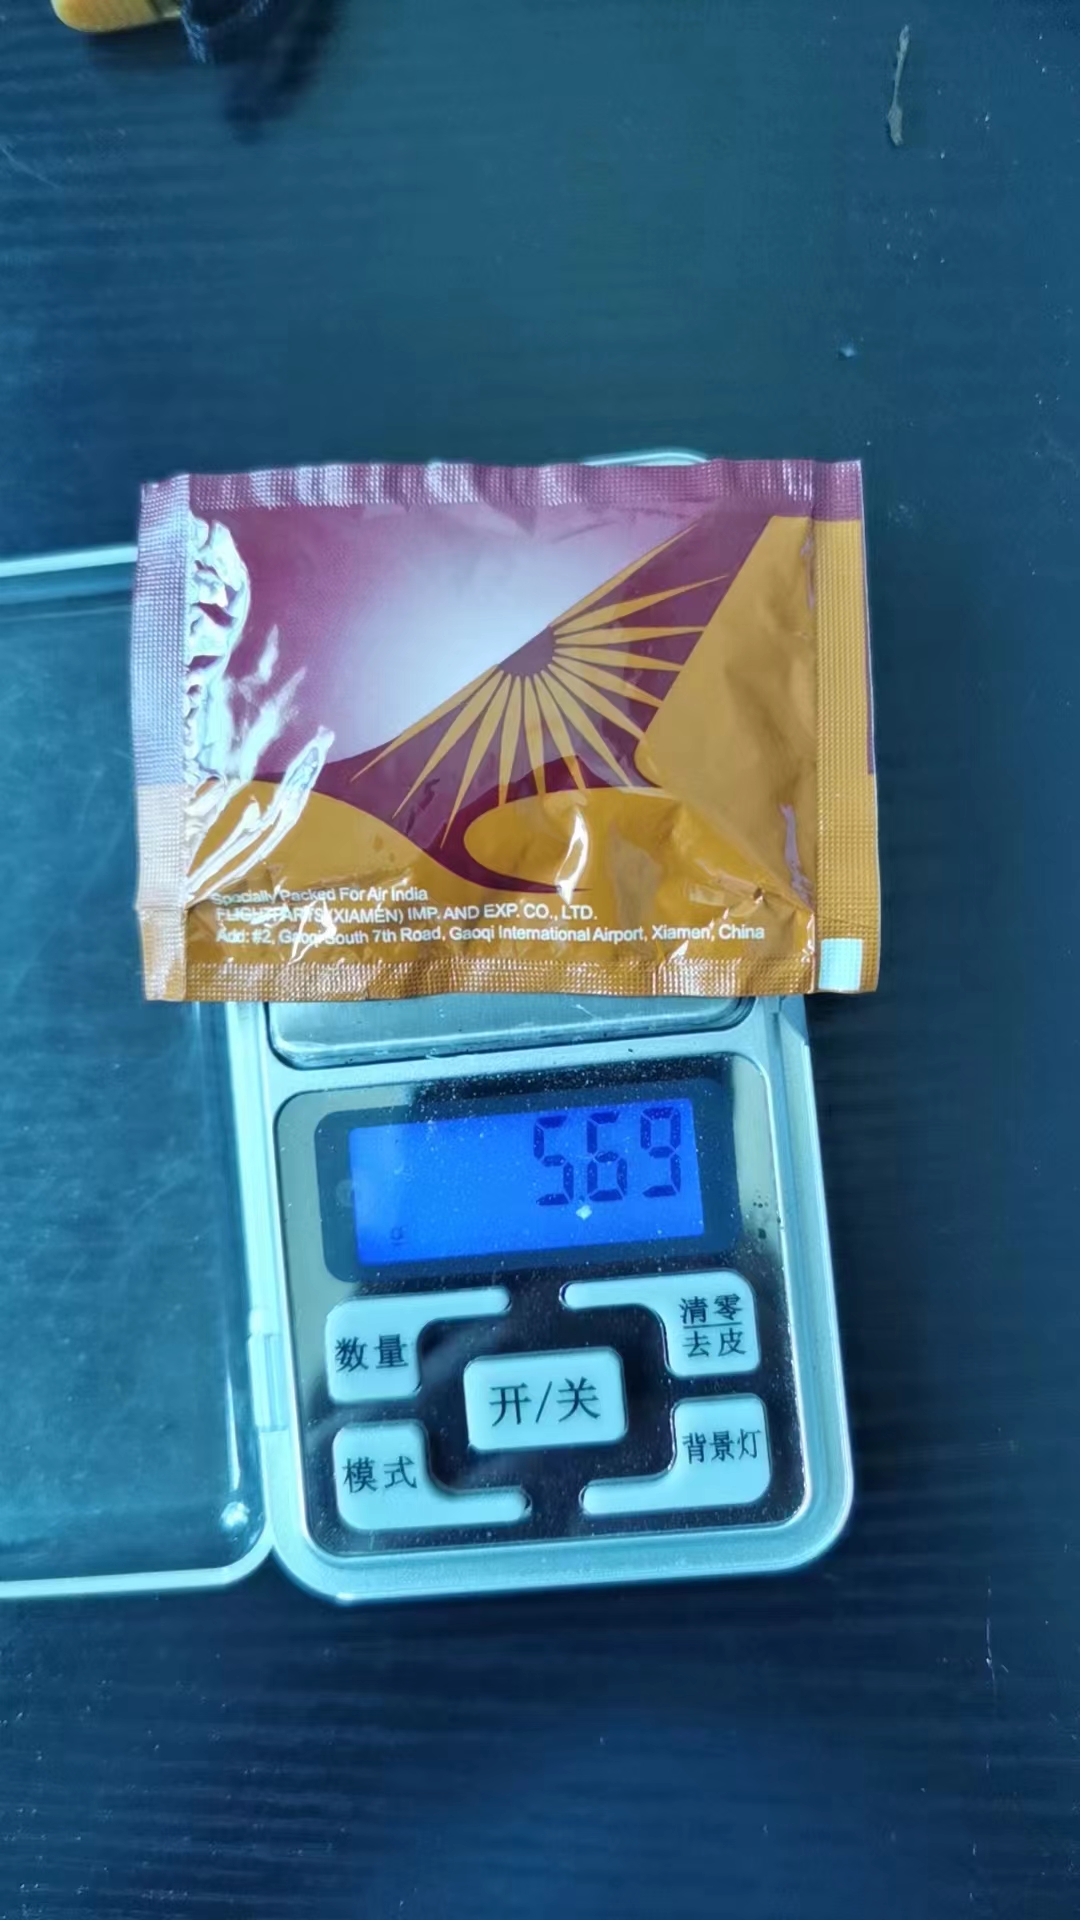 Specially Packed For Air India
FLIGHTPARTS (XIAMEN) IMP. AND EXP. CO., LTD.
Add: #2, Gaoqi South 7th Road, Gaoqi International Airport, Xiamen, China
5.69
g
数量
清零
去皮
开/关
模式
背景灯